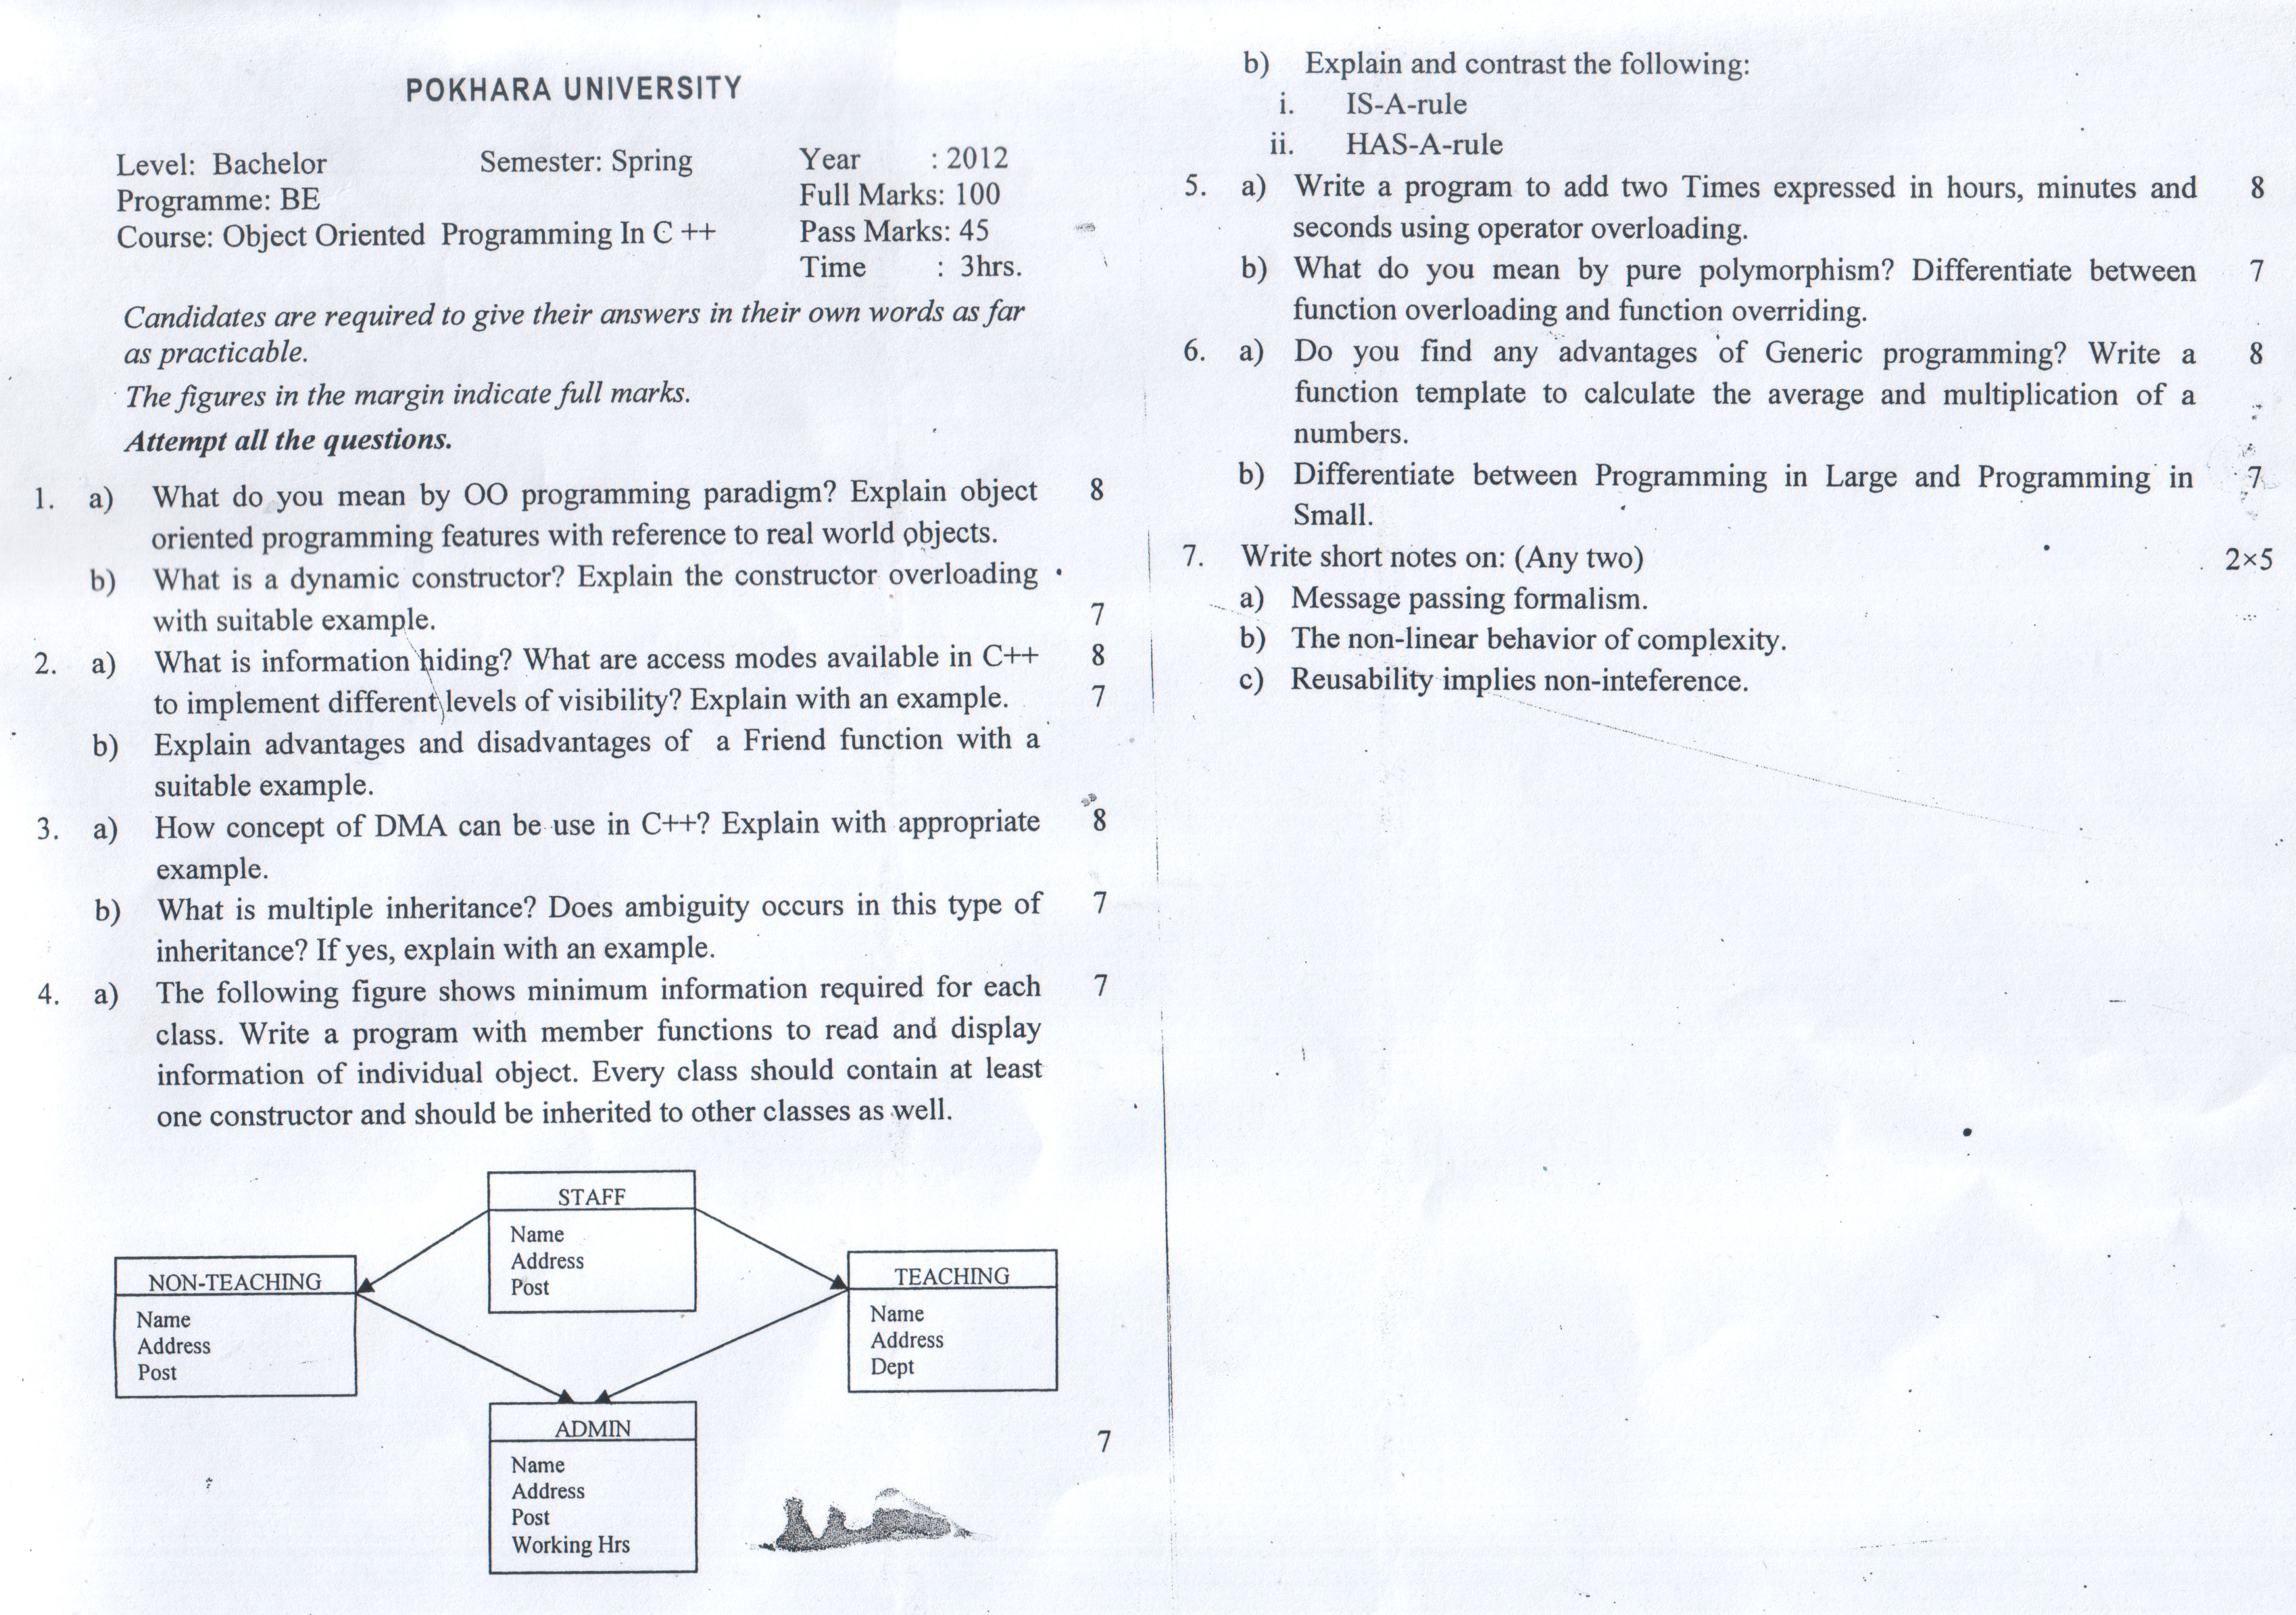 POKHARA UNIVERSITY
Level: Bachelor Semester: Spring Year : 2012
Programme: BE Full Marks: 100
Course: Object Oriented Programming In C ++ Pass Marks: 45
Time : 3hrs.
Candidates are required to give their answers in their own words as far
as practicable.
The figures in the margin indicate full marks.
Attempt all the questions.
1. a) What do you mean by OO programming paradigm? Explain object 8
oriented programming features with reference to real world objects.
b) What is a dynamic constructor? Explain the constructor overloading
with suitable example. 7
2. a) What is information hiding? What are access modes available in C++ 8
to implement different levels of visibility? Explain with an example. 7
b) Explain advantages and disadvantages of a Friend function with a
suitable example.
3. a) How concept of DMA can be use in C++? Explain with appropriate 8
example.
b) What is multiple inheritance? Does ambiguity occurs in this type of 7
inheritance? If yes, explain with an example.
4. a) The following figure shows minimum information required for each 7
class. Write a program with member functions to read and display
information of individual object. Every class should contain at least
one constructor and should be inherited to other classes as well.
STAFF
Name
Address
Post
NON-TEACHING
Name
Address
Post
TEACHING
Name
Address
Dept
ADMIN
Name
Address
Post
Working Hrs
7
b) Explain and contrast the following:
i. IS-A-rule
ii. HAS-A-rule
5. a) Write a program to add two Times expressed in hours, minutes and 8
seconds using operator overloading.
b) What do you mean by pure polymorphism? Differentiate between 7
function overloading and function overriding.
6. a) Do you find any advantages of Generic programming? Write a 8
function template to calculate the average and multiplication of a
numbers.
b) Differentiate between Programming in Large and Programming in 7
Small.
7. Write short notes on: (Any two) 2×5
a) Message passing formalism.
b) The non-linear behavior of complexity.
c) Reusability implies non-inteference.